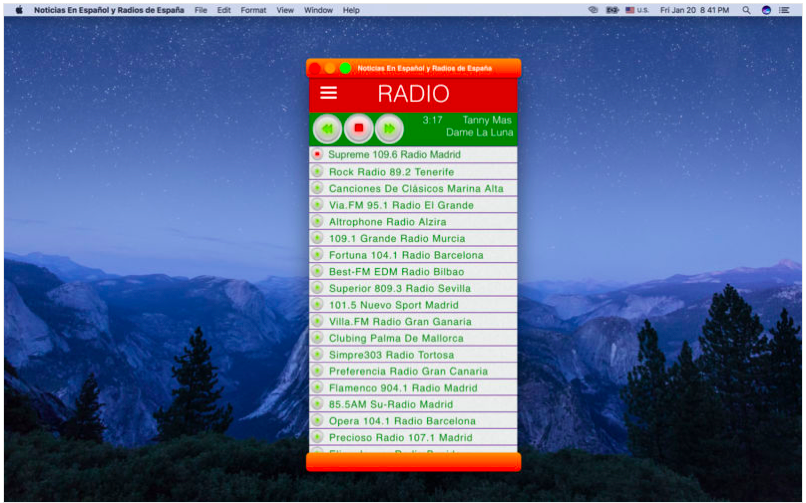 Noticias En Español y Radios de España File Edit Format View Window Help
U.S. Fri Jan 20 8 41 PM
Noticias En Español y Radios de España
RADIO
3:17 Tanny Mas
Dame La Luna
Supreme 109.6 Radio Madrid
Rock Radio 89.2 Tenerife
Canciones De Clásicos Marina Alta
Via.FM 95.1 Radio El Grande
Altrophone Radio Alzira
109.1 Grande Radio Murcia
Fortuna 104.1 Radio Barcelona
Best-FM EDM Radio Bilbao
Superior 809.3 Radio Sevilla
101.5 Nuevo Sport Madrid
Villa.FM Radio Gran Ganaria
Clubing Palma De Mallorca
Simpre303 Radio Tortosa
Preferencia Radio Gran Canaria
Flamenco 904.1 Radio Madrid
85.5AM Su-Radio Madrid
Opera 104.1 Radio Barcelona
Precioso Radio 107.1 Madrid